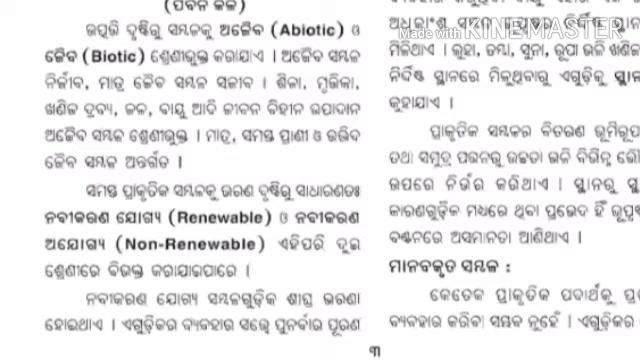 (ପବନ କଳ)
ଉତ୍ପତ୍ତି ଦୃଷ୍ଟିରୁ ସମ୍ବଳକୁ ଅଜୈବ (Abiotic) ଓ
ଜୈବ (Biotic) ଶ୍ରେଣୀଭୁକ୍ତ କରାଯାଏ । ଅଜୈବ ସମ୍ବଳ
ନିର୍ଜୀବ, ମାତ୍ର ଜୈବ ସମ୍ବଳ ସଜୀବ । ଶିଳା, ମୃତ୍ତିକା,
ଖଣିଜ ଦ୍ରବ୍ୟ, ଜଳ, ବାୟୁ ଆଦି ଜୀବନ ବିହୀନ ଉପାଦାନ
ଅଜୈବ ସମ୍ବଳ ଶ୍ରେଣୀଭୁକ୍ତ । ମାତ୍ର, ସମସ୍ତ ପ୍ରାଣୀ ଓ ଉଦ୍ଭିଦ
ଜୈବ ସମ୍ବଳ ଅନ୍ତର୍ଗତ ।
ସମସ୍ତ ପ୍ରାକୃତିକ ସମ୍ବଳକୁ ଭରଣ ଦୃଷ୍ଟିରୁ ସାଧାରଣତଃ
ନବୀକରଣ ଯୋଗ୍ୟ (Renewable) ଓ ନବୀକରଣ
ଅଯୋଗ୍ୟ (Non-Renewable) ଏହିପରି ଦୁଇ
ଶ୍ରେଣୀରେ ବିଭକ୍ତ କରାଯାଇପାରେ ।
ନବୀକରଣ ଯୋଗ୍ୟ ସମ୍ବଳଗୁଡ଼ିକ ଶୀଘ୍ର ଭରଣା
ହୋଇଥାଏ । ଏଗୁଡ଼ିକର ବ୍ୟବହାର ସତ୍ତ୍ୱେ ପୁନର୍ବାର ପୂରଣ
Made with KINEMASTER
ମିଳିଥାଏ । ଲୁହା, ତମ୍ବା, ସୁନା, ରୂପା ଭଳି ଖଣିଜ
ନିର୍ଦ୍ଦିଷ୍ଟ ସ୍ଥାନରେ ମିଳୁଥିବାରୁ ଏଗୁଡ଼ିକୁ
କୁହାଯାଏ ।
ପ୍ରାକୃତିକ ସମ୍ବଳର ବିତରଣ ଭୂମିରୂପ
ତଥା ସମୁଦ୍ର ପତ୍ତନରୁ ଉଚ୍ଚତା ଭଳି ବିଭିନ୍ନ
ଉପରେ ନିର୍ଭର କରିଥାଏ । ସ୍ଥାନରୁ
କାରଣଗୁଡ଼ିକ ମଧ୍ୟରେ ଥିବା ପ୍ରଭେଦ ହିଁ
ବଣ୍ଟନରେ ଅସମାନତା ଆଣିଥାଏ ।
ମାନବକୃତ ସମ୍ବଳ :
କେତେକ ପ୍ରାକୃତିକ ପଦାର୍ଥକୁ
ବ୍ୟବହାର କରିବା ସମ୍ଭବ ନୁହେଁ । ଏଗୁଡ଼ିକର
୩